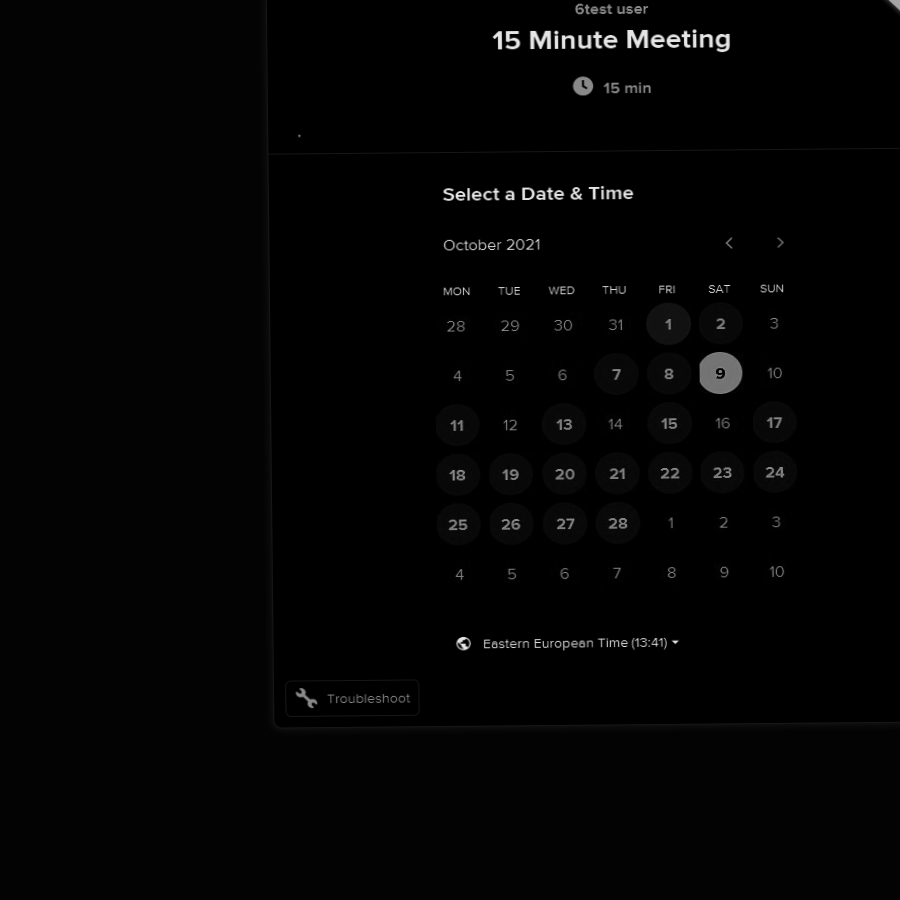 6test user
15 Minute Meeting
15 min
Select a Date & Time
October 2021
MON TUE WED THU FRI SAT SUN
28 29 30 31 1 2 3
4 5 6 7 8 9 10
11 12 13 14 15 16 17
18 19 20 21 22 23 24
25 26 27 28 1 2 3
4 5 6 7 8 9 10
Eastern European Time (13:41)
Troubleshoot